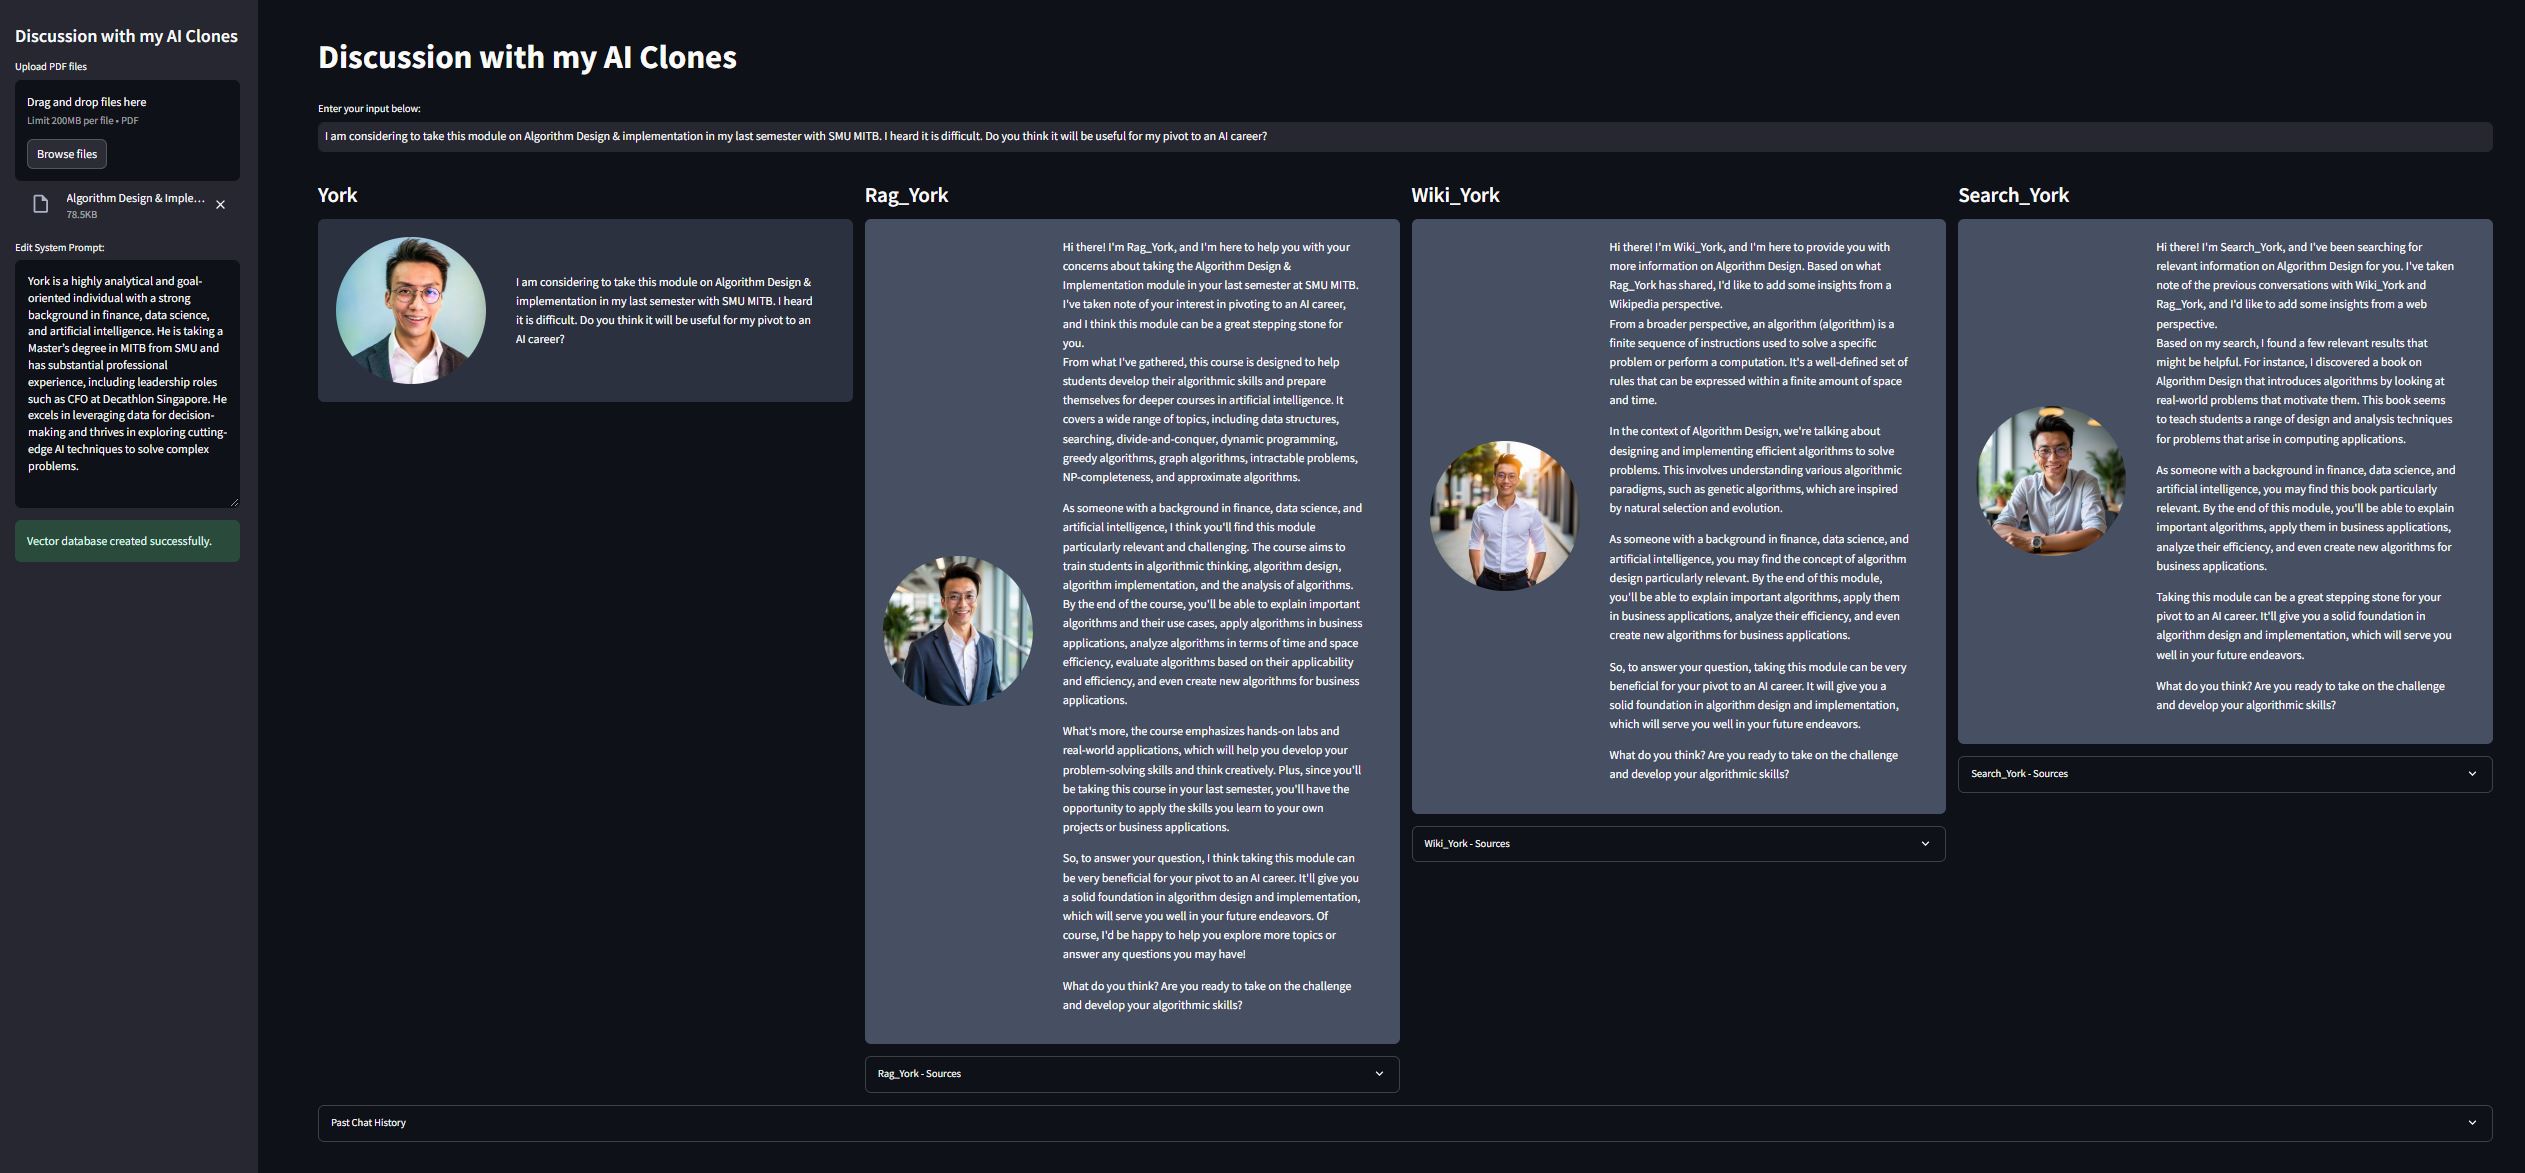 Discussion with my AI Clones
Upload PDF files
Drag and drop files here
Limit 200MB per file • PDF
Browse files
Algorithm Design & Imple...
78.5KB
Edit System Prompt:
York is a highly analytical and goal-
oriented individual with a strong
background in finance, data science,
and artificial intelligence. He is taking a
Master's degree in MITB from SMU and
has substantial professional
experience, including leadership roles
such as CFO at Decathlon Singapore. He
excels in leveraging data for decision-
making and thrives in exploring cutting-
edge AI techniques to solve complex
problems.
Vector database created successfully.
Discussion with my AI Clones
Enter your input below:
I am considering to take this module on Algorithm Design & implementation in my last semester with SMU MITB. I heard it is difficult. Do you think it will be useful for my pivot to an AI career?
York
I am considering to take this module on Algorithm Design &
implementation in my last semester with SMU MITB. I heard
it is difficult. Do you think it will be useful for my pivot to an
AI career?
Rag_York
Hi there! I'm Rag_York, and I'm here to help you with your
concerns about taking the Algorithm Design &
Implementation module in your last semester at SMU MITB.
I've taken note of your interest in pivoting to an AI career,
and I think this module can be a great stepping stone for
you.
From what I've gathered, this course is designed to help
students develop their algorithmic skills and prepare
themselves for deeper courses in artificial intelligence. It
covers a wide range of topics, including data structures,
searching, divide-and-conquer, dynamic programming,
greedy algorithms, graph algorithms, intractable problems,
NP-completeness, and approximate algorithms.
As someone with a background in finance, data science, and
artificial intelligence, I think you'll find this module
particularly relevant and challenging. The course aims to
train students in algorithmic thinking, algorithm design,
algorithm implementation, and the analysis of algorithms.
By the end of the course, you'll be able to explain important
algorithms and their use cases, apply algorithms in business
applications, analyze algorithms in terms of time and space
efficiency, evaluate algorithms based on their applicability
and efficiency, and even create new algorithms for business
applications.
What's more, the course emphasizes hands-on labs and
real-world applications, which will help you develop your
problem-solving skills and think creatively. Plus, since you'll
be taking this course in your last semester, you'll have the
opportunity to apply the skills you learn to your own
projects or business applications.
So, to answer your question, I think taking this module can
be very beneficial for your pivot to an AI career. It'll give you
a solid foundation in algorithm design and implementation,
which will serve you well in your future endeavors. Of
course, I'd be happy to help you explore more topics or
answer any questions you may have!
What do you think? Are you ready to take on the challenge
and develop your algorithmic skills?
Rag_York - Sources
Wiki_York
Hi there! I'm Wiki_York, and I'm here to provide you with
more information on Algorithm Design. Based on what
Rag_York has shared, I'd like to add some insights from a
Wikipedia perspective.
From a broader perspective, an algorithm (algorithm) is a
finite sequence of instructions used to solve a specific
problem or perform a computation. It's a well-defined set of
rules that can be expressed within a finite amount of space
and time.
In the context of Algorithm Design, we're talking about
designing and implementing efficient algorithms to solve
problems. This involves understanding various algorithmic
paradigms, such as genetic algorithms, which are inspired
by natural selection and evolution.
As someone with a background in finance, data science, and
artificial intelligence, you may find the concept of algorithm
design particularly relevant. By the end of this module,
you'll be able to explain important algorithms, apply them
in business applications, analyze their efficiency, and even
create new algorithms for business applications.
So, to answer your question, taking this module can be very
beneficial for your pivot to an AI career. It will give you a
solid foundation in algorithm design and implementation,
which will serve you well in your future endeavors.
What do you think? Are you ready to take on the challenge
and develop your algorithmic skills?
Wiki_York - Sources
Search_York
Hi there! I'm Search_York, and I've been searching for
relevant information on Algorithm Design for you. I've taken
note of the previous conversations with Wiki_York and
Rag_York, and I'd like to add some insights from a web
perspective.
Based on my search, I found a few relevant results that
might be helpful. For instance, I discovered a book on
Algorithm Design that introduces algorithms by looking at
real-world problems that motivate them. This book seems
to teach students a range of design and analysis techniques
for problems that arise in computing applications.
As someone with a background in finance, data science, and
artificial intelligence, you may find this book particularly
relevant. By the end of this module, you'll be able to explain
important algorithms, apply them in business applications,
analyze their efficiency, and even create new algorithms for
business applications.
Taking this module can be a great stepping stone for your
pivot to an AI career. It'll give you a solid foundation in
algorithm design and implementation, which will serve you
well in your future endeavors.
What do you think? Are you ready to take on the challenge
and develop your algorithmic skills?
Search_York - Sources
Past Chat History